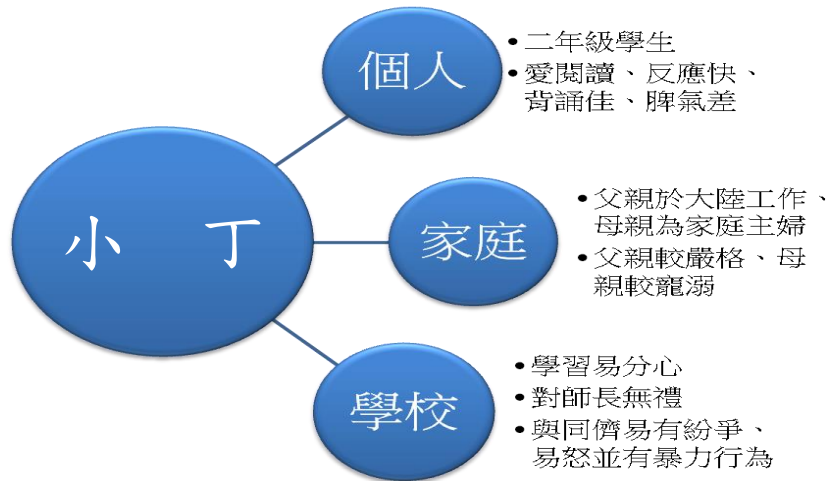 小 丁
個人
•二年級學生
•愛閱讀、反應快、
背誦佳、脾氣差
家庭
•父親於大陸工作、
母親為家庭主婦
•父親較嚴格、母
親較寵溺
學校
•學習易分心
•對師長無禮
•與同儕易有紛爭、
易怒並有暴力行為